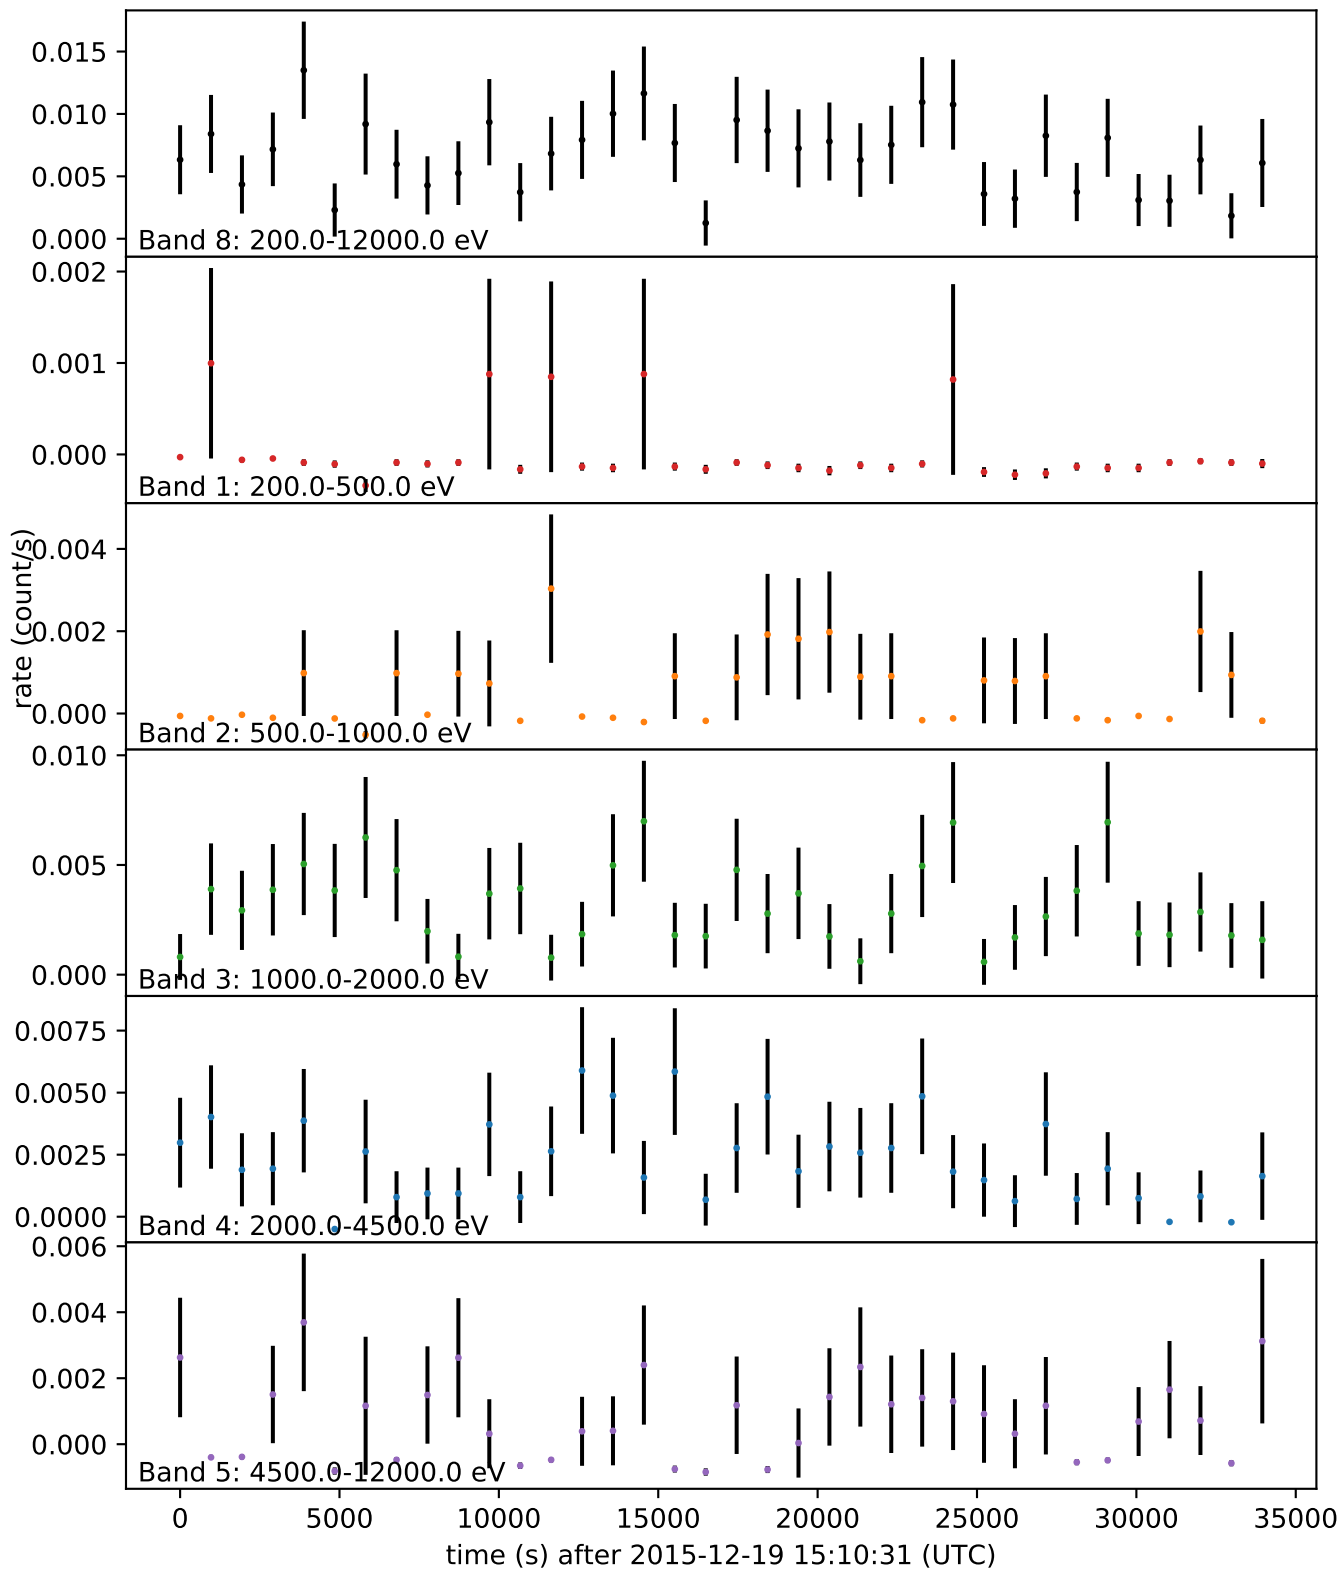 0.015
0.010
0.005
0.000
Band 8: 200.0-12000.0 eV
0.002
0.001
0.000
Band 1: 200.0-500.0 eV
rate (count/s)
0.004
0.002
0.000
Band 2: 500.0-1000.0 eV
0.010
0.005
0.000
Band 3: 1000.0-2000.0 eV
0.0075
0.0050
0.0025
0.0000
Band 4: 2000.0-4500.0 eV
0.006
0.004
0.002
0.000
Band 5: 4500.0-12000.0 eV
0 5000 10000 15000 20000 25000 30000 35000
time (s) after 2015-12-19 15:10:31 (UTC)